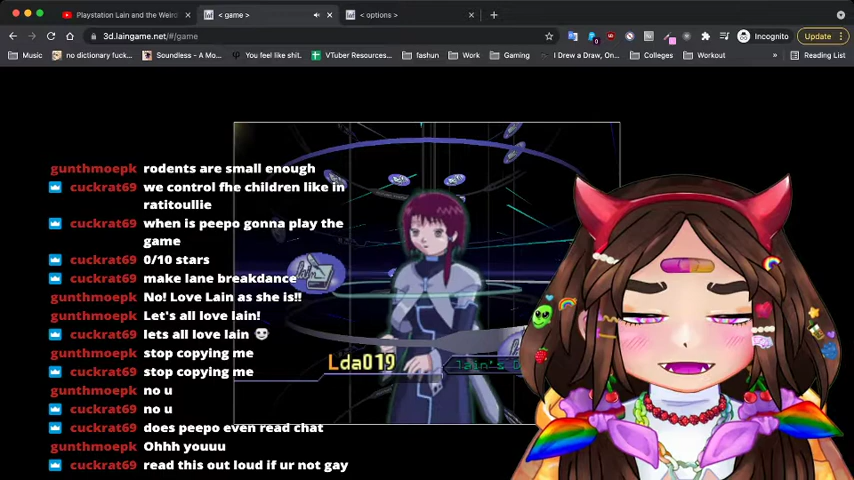 Playstation Lain and the Weird
< game >
< options >
3d.laingame.net/#/game
Incognito
Update
Music
no dictionary fuck...
Soundless - A Mo...
You feel like shit.
VTuber Resources...
fashun
Work
Gaming
I Drew a Draw, On...
Colleges
Workout
Reading List
gunthmoepk rodents are small enough
cuckrat69 we control fhe children like in
ratitoullie
cuckrat69 when is peepo gonna play the
game
cuckrat69 0/10 stars
cuckrat69 make lane breakdance
gunthmoepk No! Love Lain as she is!!
gunthmoepk Let's all love lain!
cuckrat69 lets all love lain
gunthmoepk stop copying me
cuckrat69 stop copying me
gunthmoepk no u
cuckrat69 no u
cuckrat69 does peepo even read chat
gunthmoepk Ohhh youuu
cuckrat69 read this out loud if ur not gay
lain
Lda019
lain's